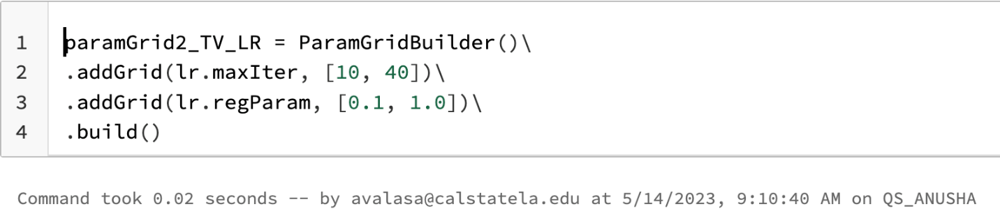 1 paramGrid2_TV_LR = ParamGridBuilder()\
2 .addGrid(lr.maxIter, [10, 40])\
3 .addGrid(lr.regParam, [0.1, 1.0])\
4 .build()
Command took 0.02 seconds -- by avalasa@calstatela.edu at 5/14/2023, 9:10:40 AM on QS_ANUSHA